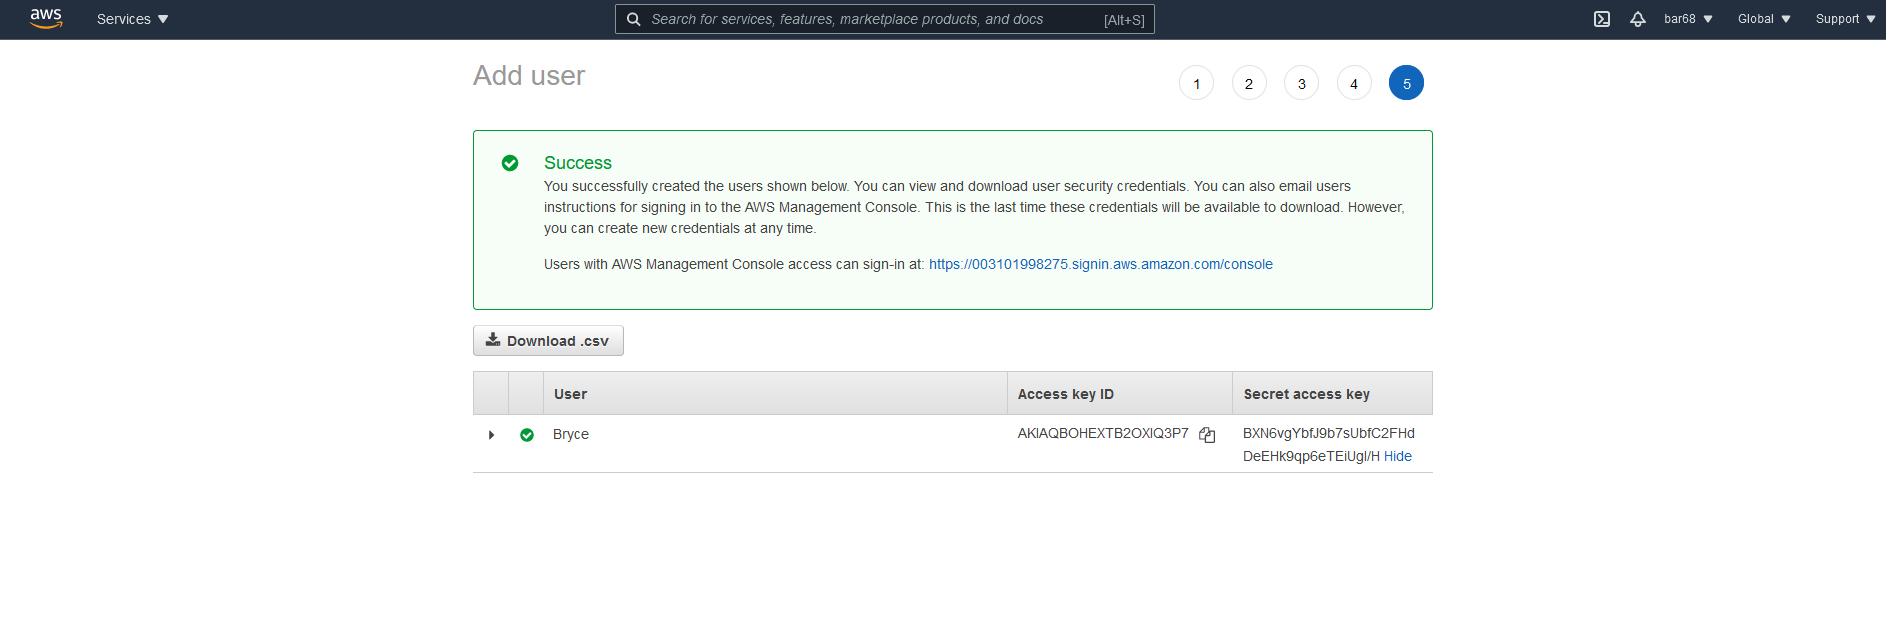 aws
Services
Search for services, features, marketplace products, and docs
[Alt+S]
bar68
Global
Support
Add user
1
2
3
4
5
Success
You successfully created the users shown below. You can view and download user security credentials. You can also email users
instructions for signing in to the AWS Management Console. This is the last time these credentials will be available to download. However,
you can create new credentials at any time.
Users with AWS Management Console access can sign-in at: https://003101998275.signin.aws.amazon.com/console
Download .csv
User
Access key ID
Secret access key
Bryce
AKIAQBOHEXTB2OXIQ3P7
BXN6vgYbfJ9b7sUbfC2FHd
Hide